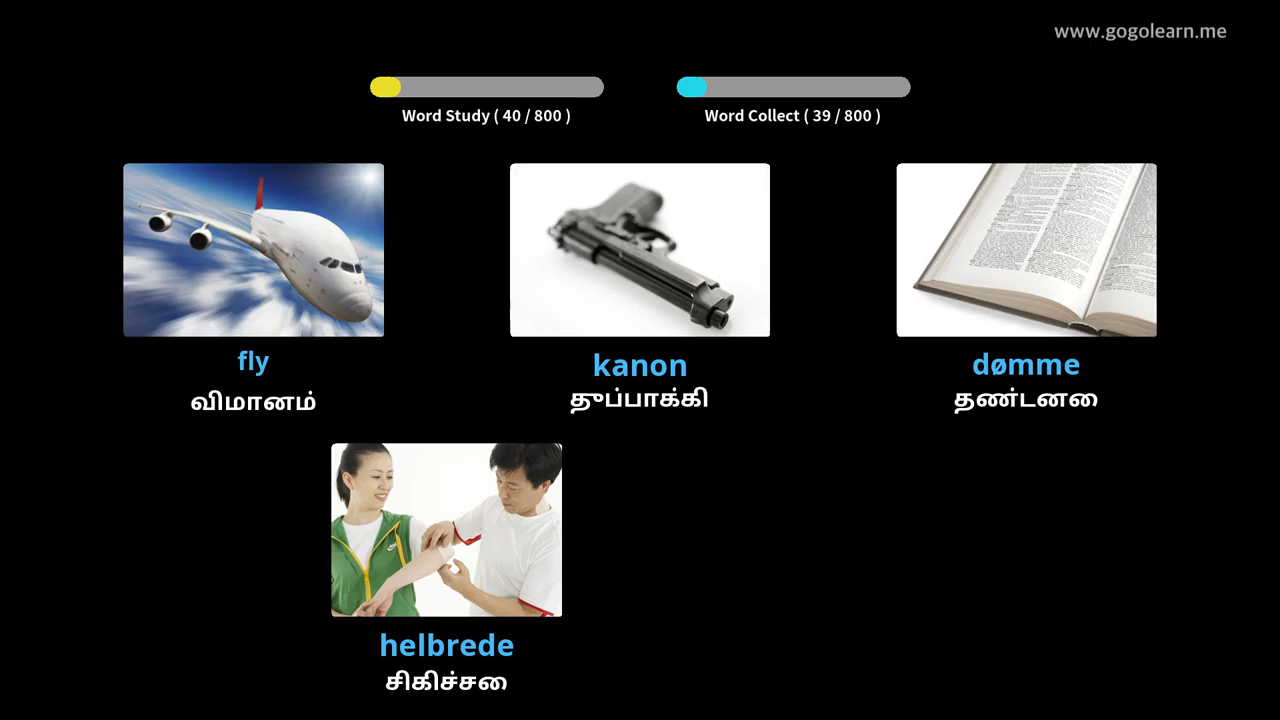 www.gogolearn.me
Word Study ( 40 / 800 )
Word Collect ( 39 / 800 )
fly
விமானம்
kanon
துப்பாக்கி
dømme
தண்டனை
helbrede
சிகிச்சை